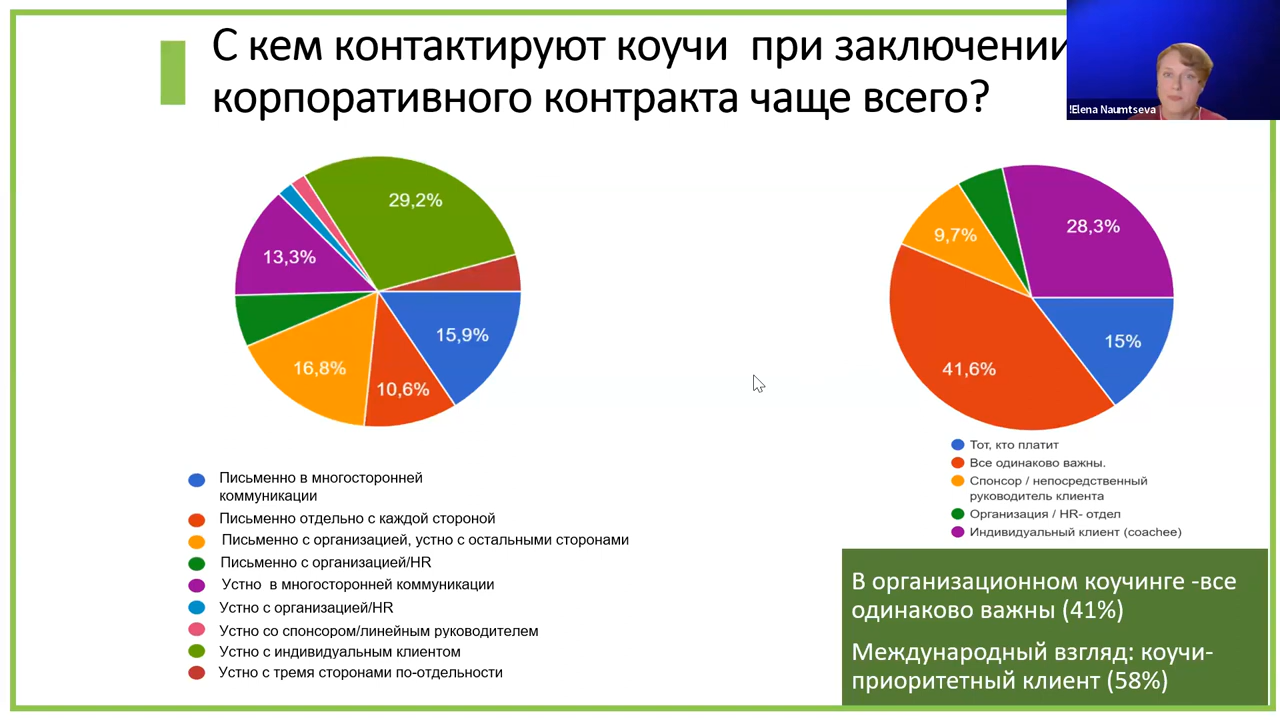 С кем контактируют коучи при заключении
корпоративного контракта чаще всего?
!Elena Naumtseva
29,2%
13,3%
15,9%
16,8%
10,6%
28,3%
9,7%
15%
41,6%
Письменно в многосторонней
коммуникации
Письменно отдельно с каждой стороной
Письменно с организацией, устно с остальными сторонами
Письменно с организацией/HR
Устно в многосторонней коммуникации
Устно с организацией/HR
Устно со спонсором/линейным руководителем
Устно с индивидуальным клиентом
Устно с тремя сторонами по-отдельности
Тот, кто платит
Все одинаково важны.
Спонсор / непосредственный
руководитель клиента
Организация / HR- отдел
Индивидуальный клиент (coachee)
В организационном коучинге -все
одинаково важны (41%)
Международный взгляд: коучи-
приоритетный клиент (58%)